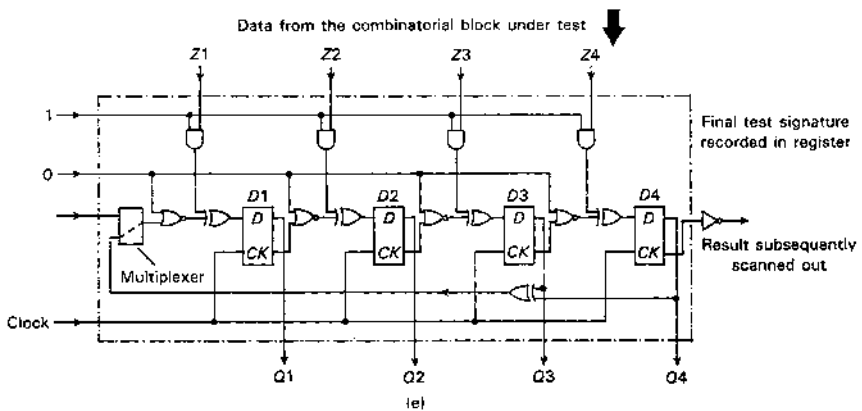 Data from the combinatorial block under test
Z1 Z2 Z3 Z4
1
Final test signature
recorded in register
0
D1 D2 D3 D4
D D D D
CK CK CK CK
Multiplexer
Result subsequently
scanned out
Clock
Q1 Q2 Q3 Q4
(e)